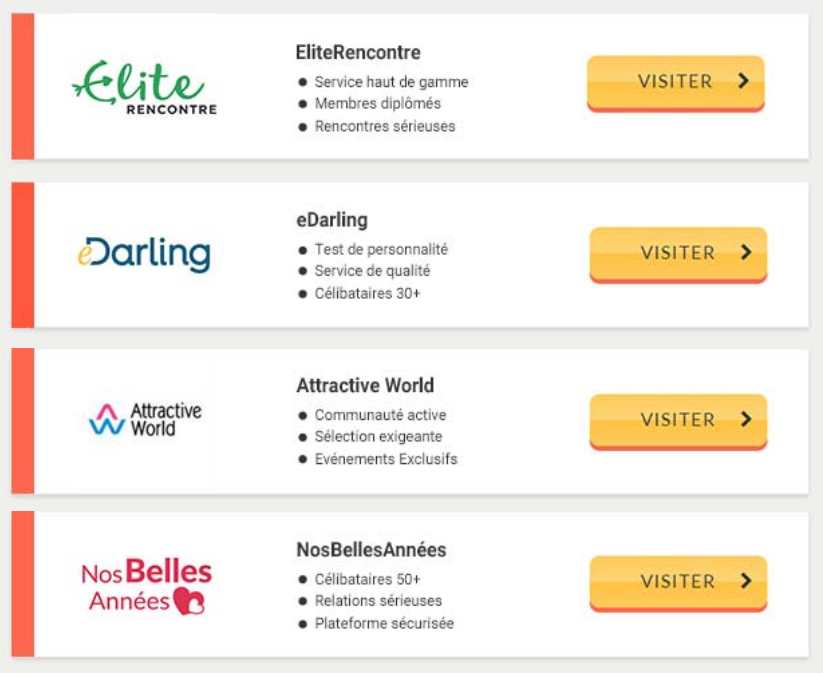 Elite
RENCONTRE
EliteRencontre
● Service haut de gamme
● Membres diplômés
● Rencontres sérieuses
VISITER
eDarling
eDarling
● Test de personnalité
● Service de qualité
● Célibataires 30+
VISITER
Attractive
World
Attractive World
● Communauté active
● Sélection exigeante
● Evénements Exclusifs
VISITER
Nos Belles
Années
NosBellesAnnées
● Célibataires 50+
● Relations sérieuses
● Plateforme sécurisée
VISITER